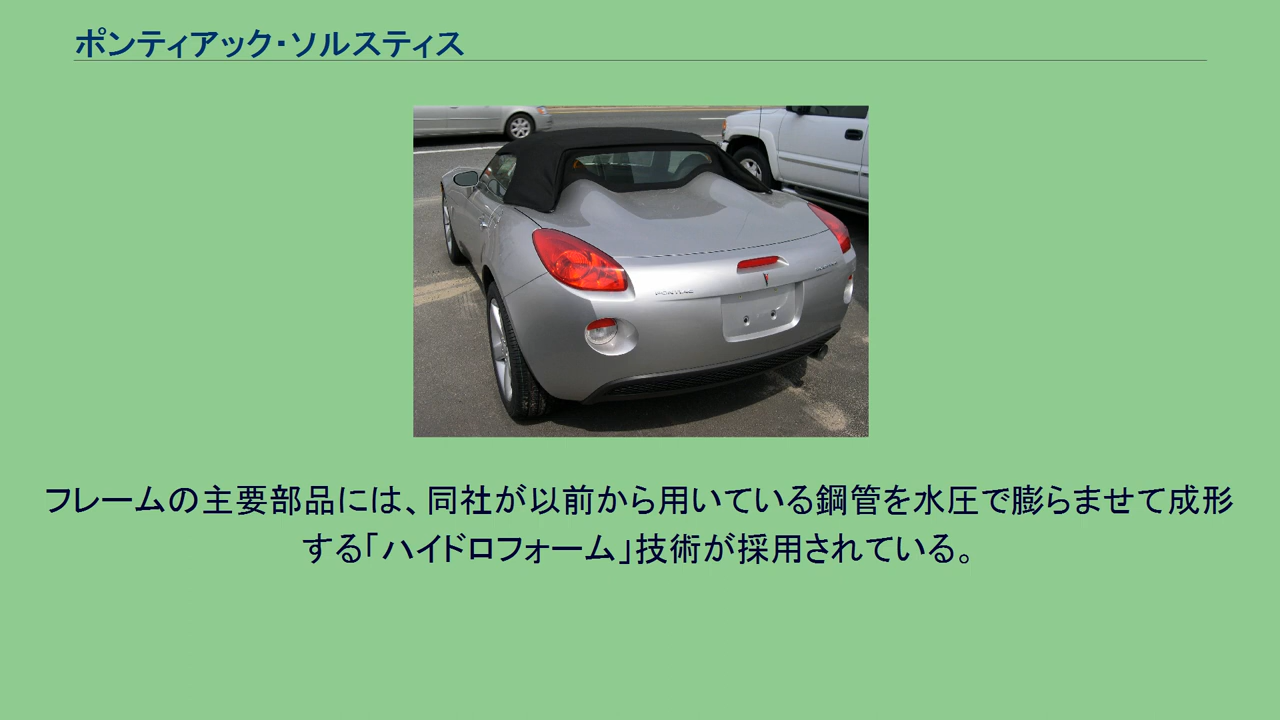 ポンティアック・ソルスティス
PONTIAC
フレームの主要部品には、同社が以前から用いている鋼管を水圧で膨らませて成形
する「ハイドロフォーム」技術が採用されている。